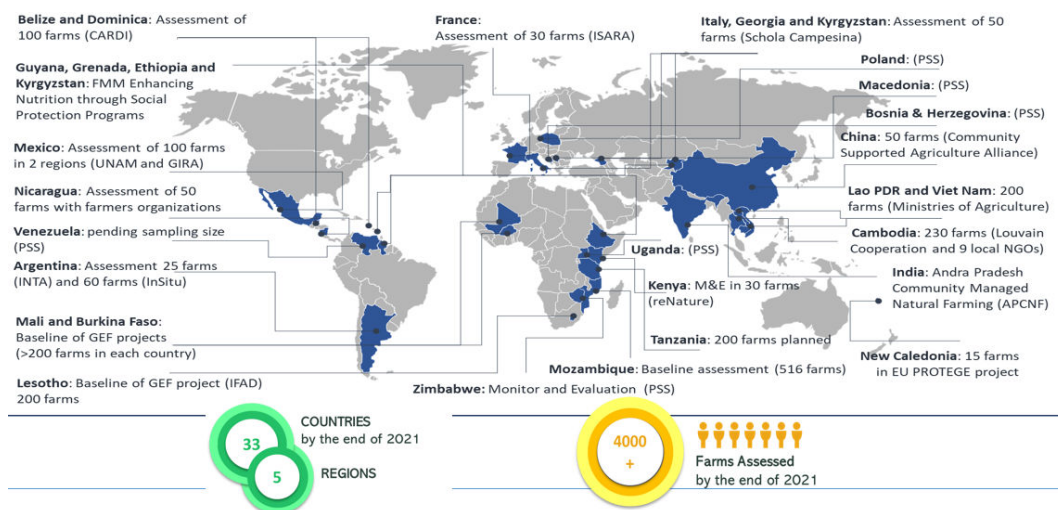 Belize and Dominica: Assessment of
100 farms (CARDI)
Guyana, Grenada, Ethiopia and
Kyrgyzstan: FMM Enhancing
Nutrition through Social
Protection Programs
Mexico: Assessment of 100 farms
in 2 regions (UNAM and GIRA)
Nicaragua: Assessment of 50
farms with farmers organizations
Venezuela: pending sampling size
(PSS)
Argentina: Assessment 25 farms
(INTA) and 60 farms (InSitu)
Mali and Burkina Faso:
Baseline of GEF projects
(>200 farms in each country)
Lesotho: Baseline of GEF project (IFAD)
200 farms
France:
Assessment of 30 farms (ISARA)
Italy, Georgia and Kyrgyzstan: Assessment of 50
farms (Schola Campesina)
Poland: (PSS)
Macedonia: (PSS)
Bosnia & Herzegovina: (PSS)
China: 50 farms (Community
Supported Agriculture Alliance)
Lao PDR and Viet Nam: 200
farms (Ministries of Agriculture)
Cambodia: 230 farms (Louvain
Cooperation and 9 local NGOs)
India: Andra Pradesh
Community Managed
Natural Farming (APCNF)
New Caledonia: 15 farms
in EU PROTEGE project
Uganda: (PSS)
Kenya: M&E in 30 farms
(reNature)
Tanzania: 200 farms planned
Mozambique: Baseline assessment (516 farms)
Zimbabwe: Monitor and Evaluation (PSS)
33
COUNTRIES
by the end of 2021
5
REGIONS
4000
+
Farms Assessed
by the end of 2021